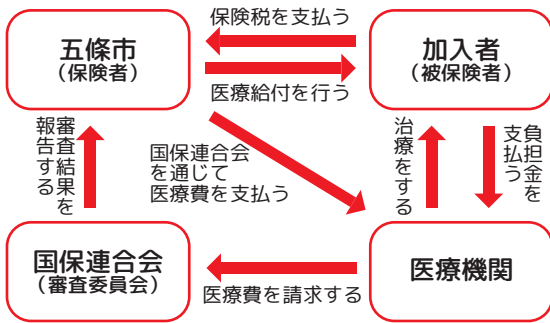 保険税を支払う
五條市
（保険者）
加入者
（被保険者）
医療給付を行う
審査結果を
報告する
国保連合会
を通じて
医療費を支払う
治療をする
負担金を
支払う
国保連合会
（審査委員会）
医療機関
医療費を請求する